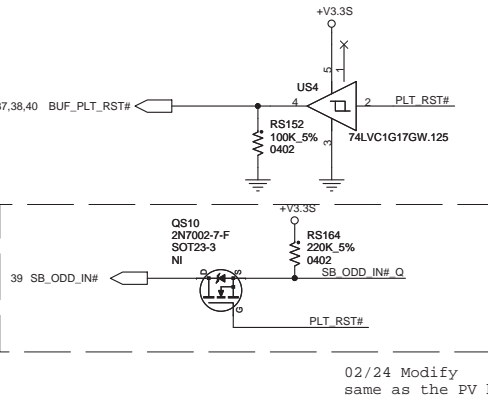 +V3.3S
5
1
US4
37,38,40 BUF_PLT_RST#
4
2
PLT_RST#
RS152
100K_5%
0402
3
74LVC1G17GW.125
QS10
2N7002-7-F
SOT23-3
NI
+V3.3S
RS164
220K_5%
0402
39 SB_ODD_IN#
D
S
SB_ODD_IN#_Q
G
PLT_RST#
02/24 Modify
same as the PV